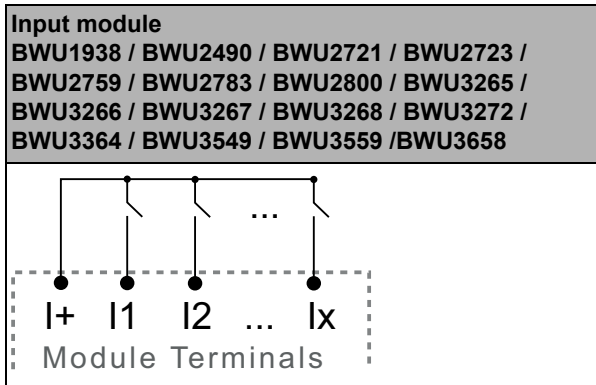 Input module
BWU1938 / BWU2490 / BWU2721 / BWU2723 /
BWU2759 / BWU2783 / BWU2800 / BWU3265 /
BWU3266 / BWU3267 / BWU3268 / BWU3272 /
BWU3364 / BWU3549 / BWU3559 /BWU3658
...
I+ I1 I2 ... Ix
Module Terminals